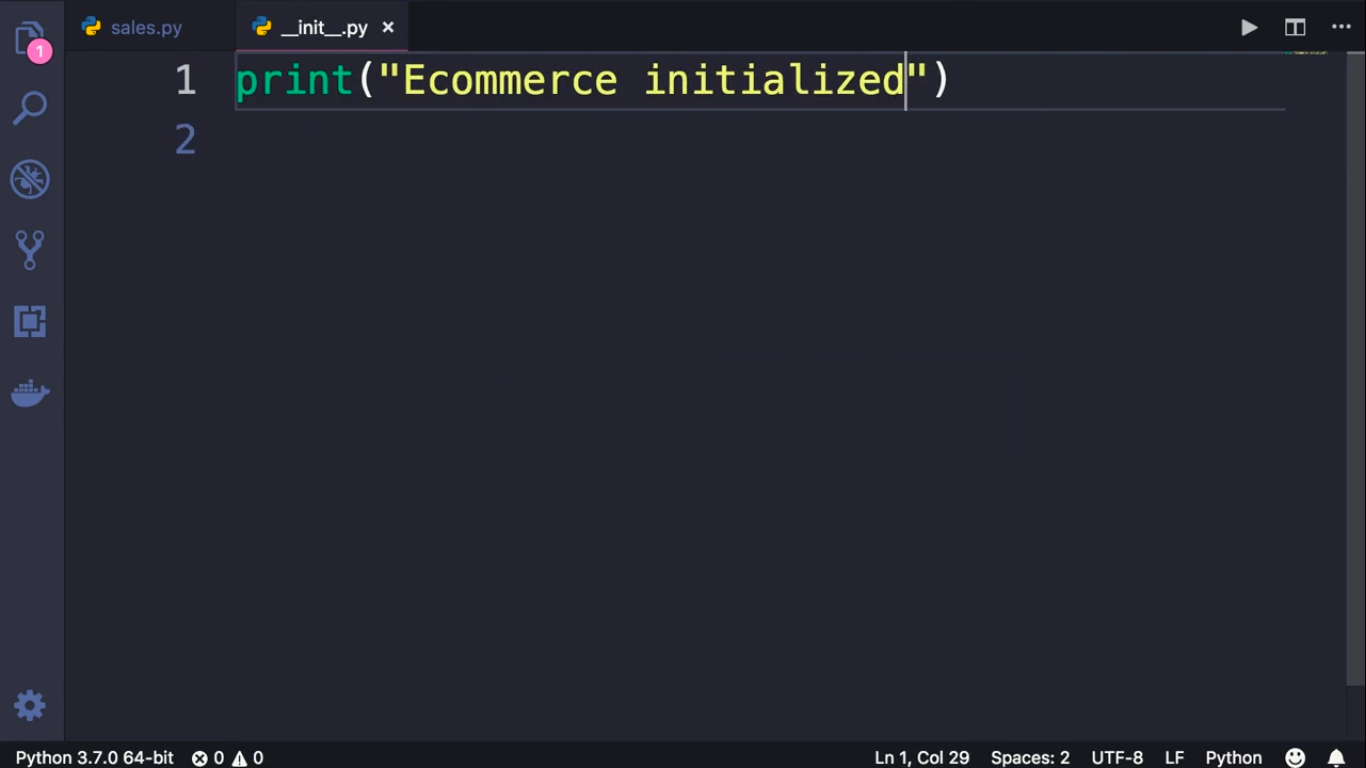 sales.py
__init__.py
1
1 print("Ecommerce initialized")
2
Python 3.7.0 64-bit 0 0 Ln 1, Col 29 Spaces: 2 UTF-8 LF Python